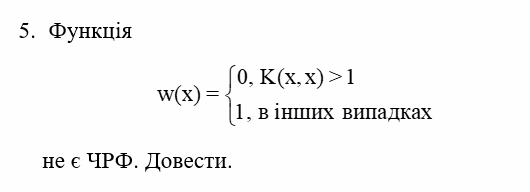 5. Функція
w(x) = {0, K(x, x) > 1
1, в інших випадках
не є ЧРФ. Довести.